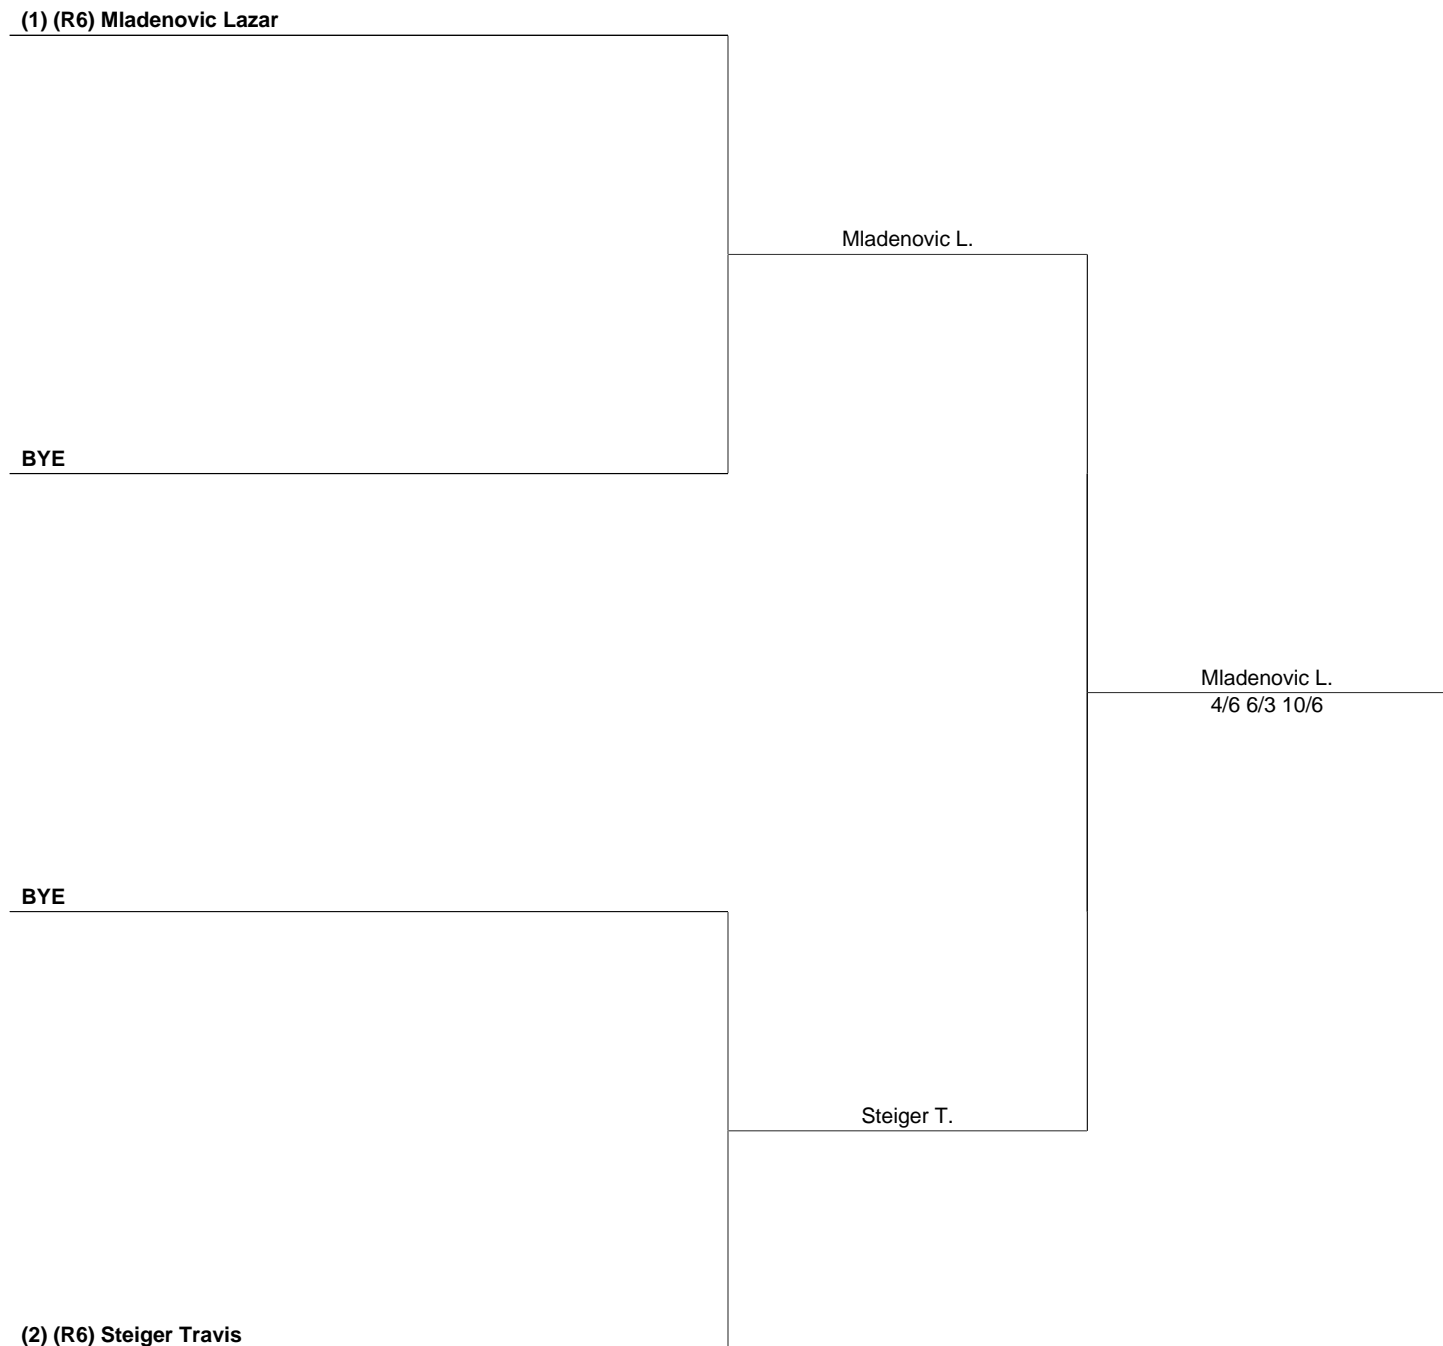 (1) (R6) Mladenovic Lazar
Mladenovic L.
BYE
Mladenovic L.
4/6 6/3 10/6
BYE
Steiger T.
(2) (R6) Steiger Travis